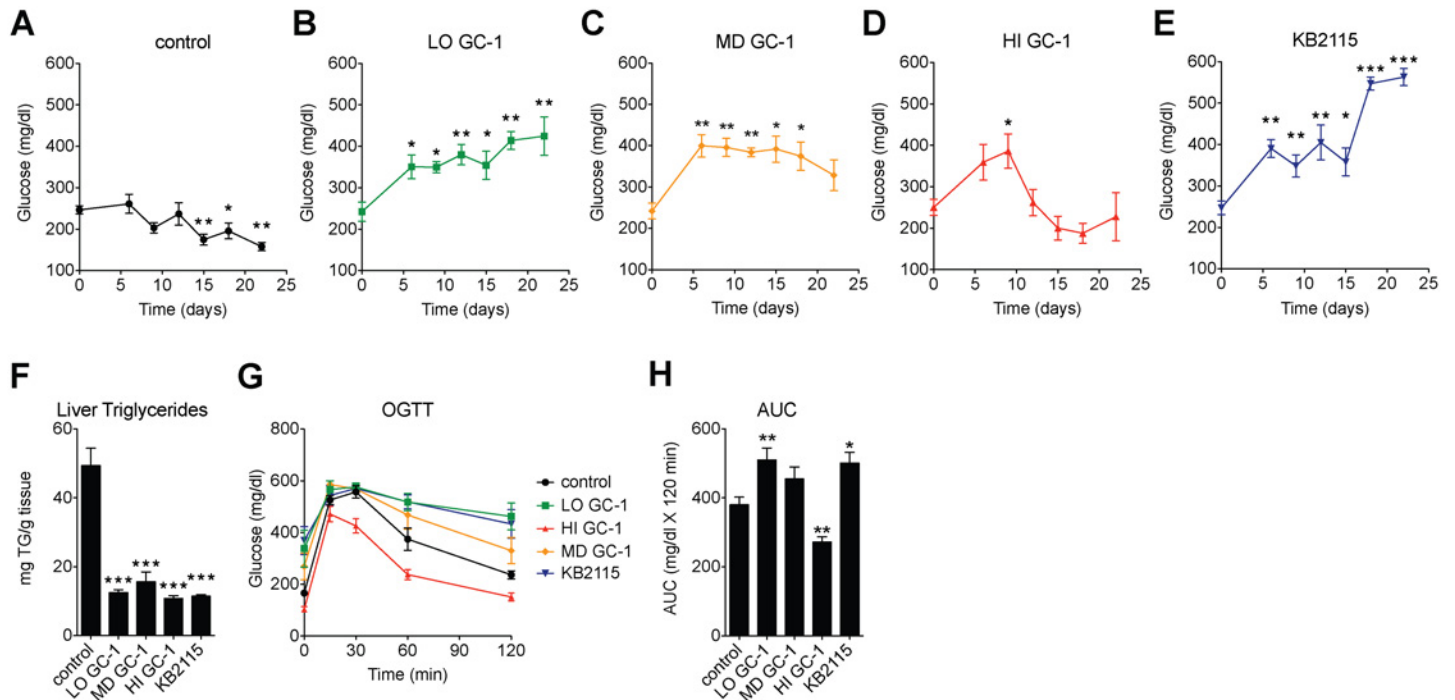 A
control
Glucose (mg/dl)
600
500
400
300
200
100
** * **
0 5 10 15 20 25
Time (days)
B
LO GC-1
Glucose (mg/dl)
600
500
400
300
200
100
* * ** * ** **
0 5 10 15 20 25
Time (days)
C
MD GC-1
Glucose (mg/dl)
600
500
400
300
200
100
** ** ** * *
0 5 10 15 20 25
Time (days)
D
HI GC-1
Glucose (mg/dl)
600
500
400
300
200
100
*
0 5 10 15 20 25
Time (days)
E
KB2115
Glucose (mg/dl)
600
500
400
300
200
100
** ** ** * *** ***
0 5 10 15 20 25
Time (days)
F
Liver Triglycerides
mg TG/g tissue
60
40
20
0
*** *** *** ***
control
LO GC-1
MD GC-1
HI GC-1
KB2115
G
OGTT
Glucose (mg/dl)
800
600
400
200
0
0 30 60 90 120
Time (min)
control
LO GC-1
HI GC-1
MD GC-1
KB2115
H
AUC
AUC (mg/dl X 120 min)
600
400
200
0
** ** *
control
LO GC-1
MD GC-1
HI GC-1
KB2115